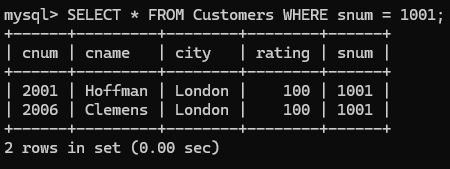 mysql> SELECT * FROM Customers WHERE snum = 1001;
+------+---------+--------+--------+------+
| cnum | cname   | city   | rating | snum |
+------+---------+--------+--------+------+
| 2001 | Hoffman | London |    100 | 1001 |
| 2006 | Clemens | London |    100 | 1001 |
+------+---------+--------+--------+------+
2 rows in set (0.00 sec)